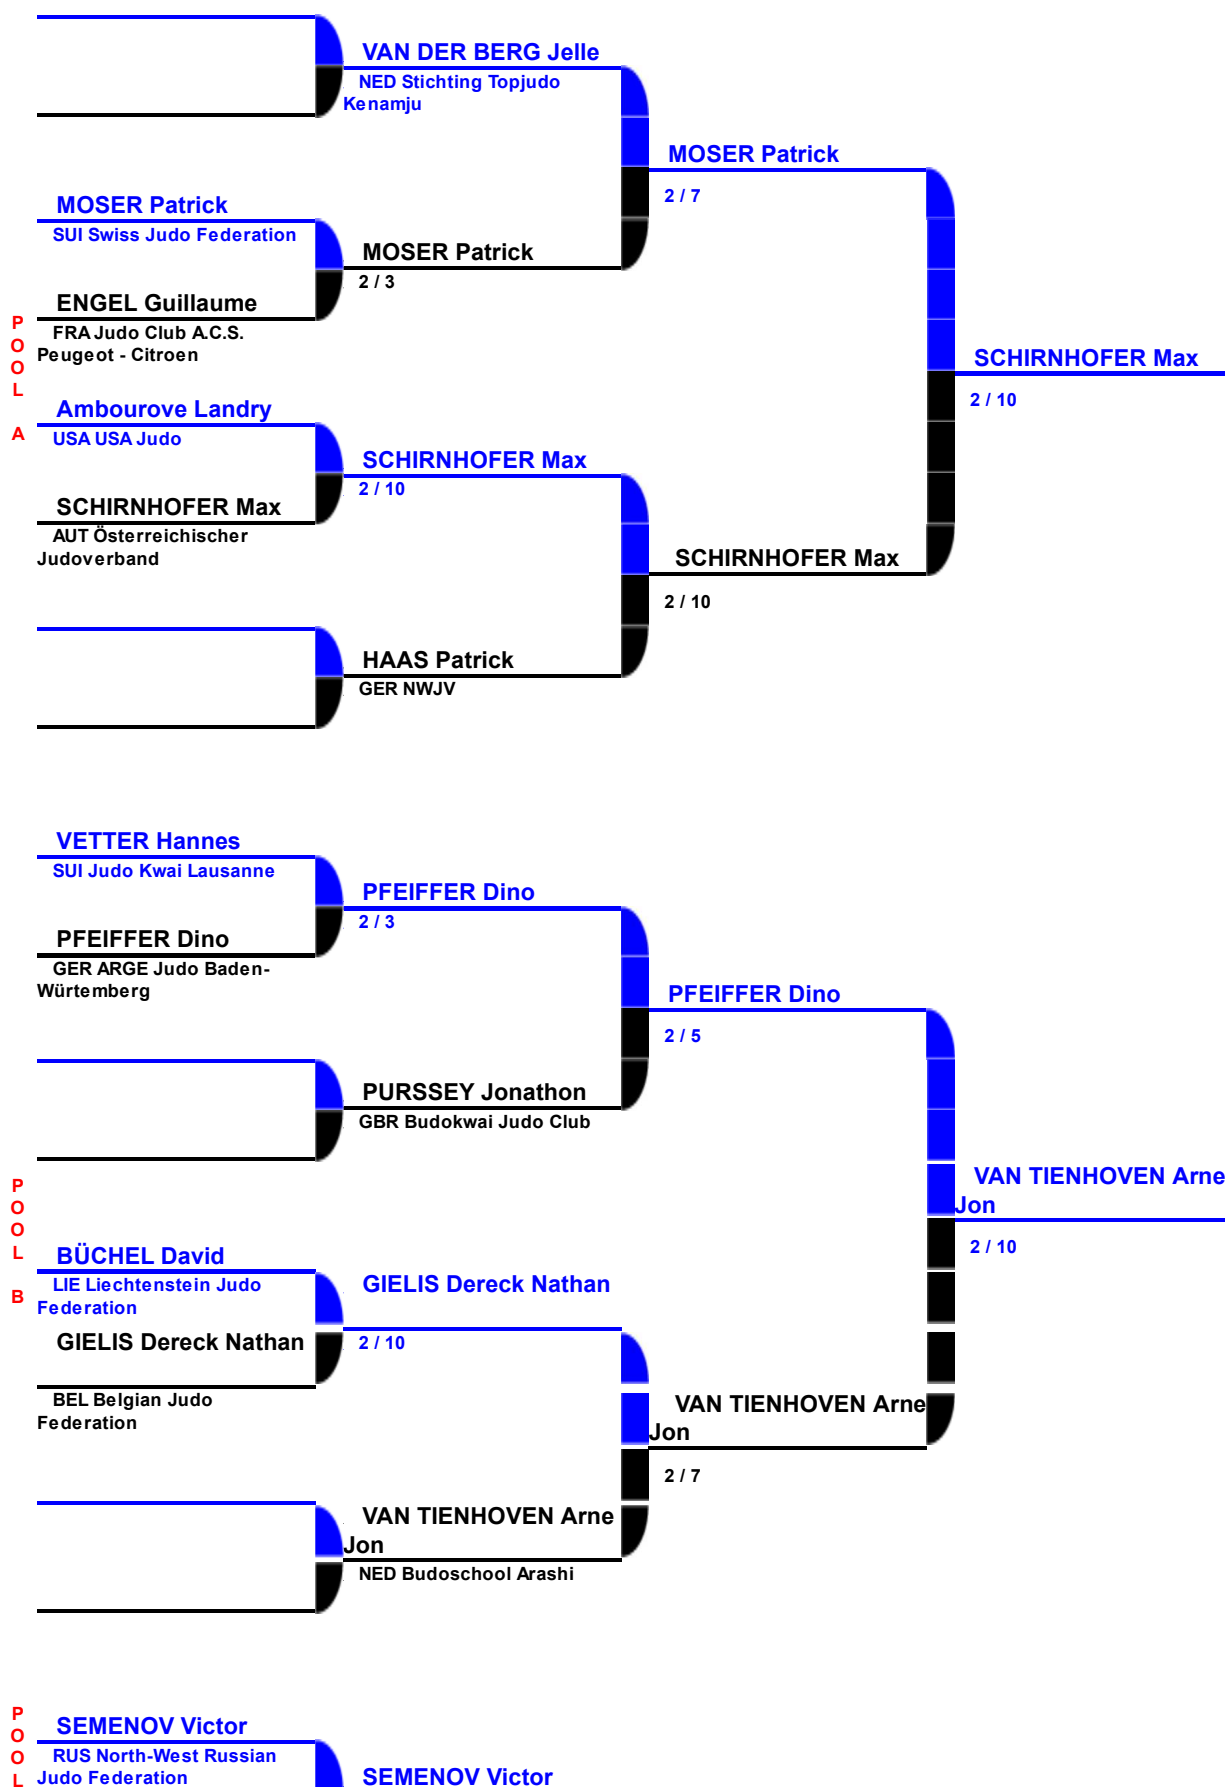 VAN DER BERG Jelle
NED Stichting Topjudo
Kenamju
MOSER Patrick
2 / 7
MOSER Patrick
SUI Swiss Judo Federation
MOSER Patrick
2 / 3
ENGEL Guillaume
FRA Judo Club A.C.S.
Peugeot - Citroen
POOL A
SCHIRNHOFER Max
2 / 10
Ambourove Landry
USA USA Judo
SCHIRNHOFER Max
2 / 10
SCHIRNHOFER Max
AUT Österreichischer
Judoverband
SCHIRNHOFER Max
2 / 10
HAAS Patrick
GER NWJV
VETTER Hannes
SUI Judo Kwai Lausanne
PFEIFFER Dino
2 / 3
PFEIFFER Dino
GER ARGE Judo Baden-
Würtemberg
PFEIFFER Dino
2 / 5
PURSSEY Jonathon
GBR Budokwai Judo Club
POOL B
VAN TIENHOVEN Arne
Jon
2 / 10
BÜCHEL David
LIE Liechtenstein Judo
Federation
GIELIS Dereck Nathan
2 / 10
GIELIS Dereck Nathan
BEL Belgian Judo
Federation
VAN TIENHOVEN Arne
Jon
2 / 7
VAN TIENHOVEN Arne
Jon
NED Budoschool Arashi
POOL
SEMENOV Victor
RUS North-West Russian
Judo Federation
SEMENOV Victor